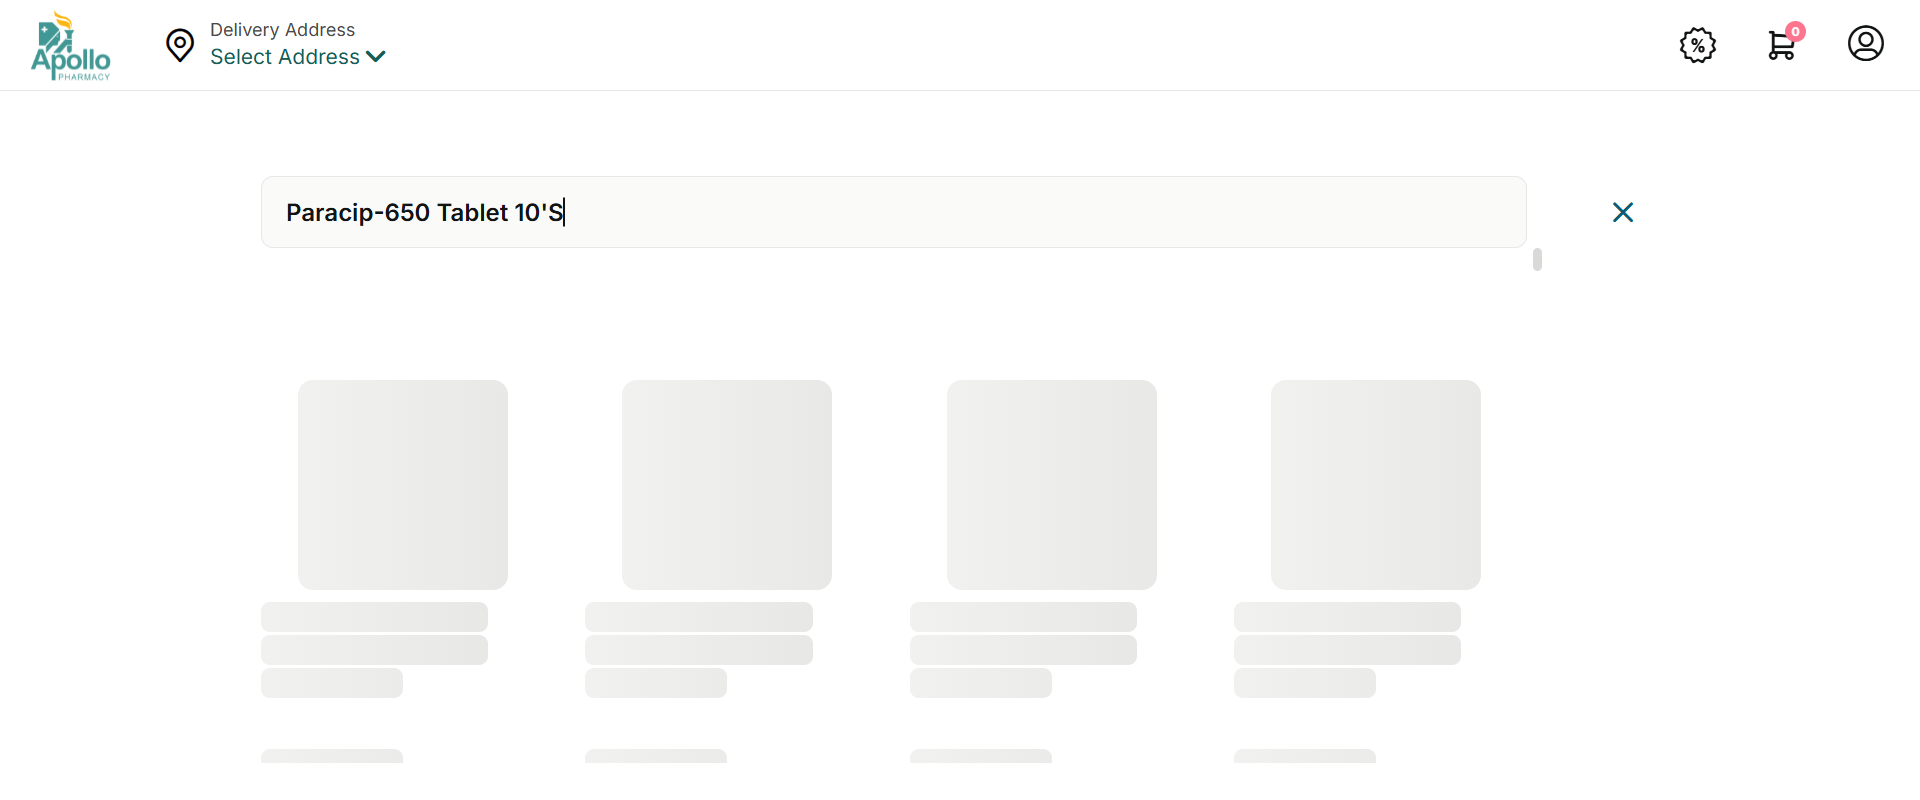 Apollo
PHARMACY
Delivery Address
Select Address
%
0
Paracip-650 Tablet 10'S